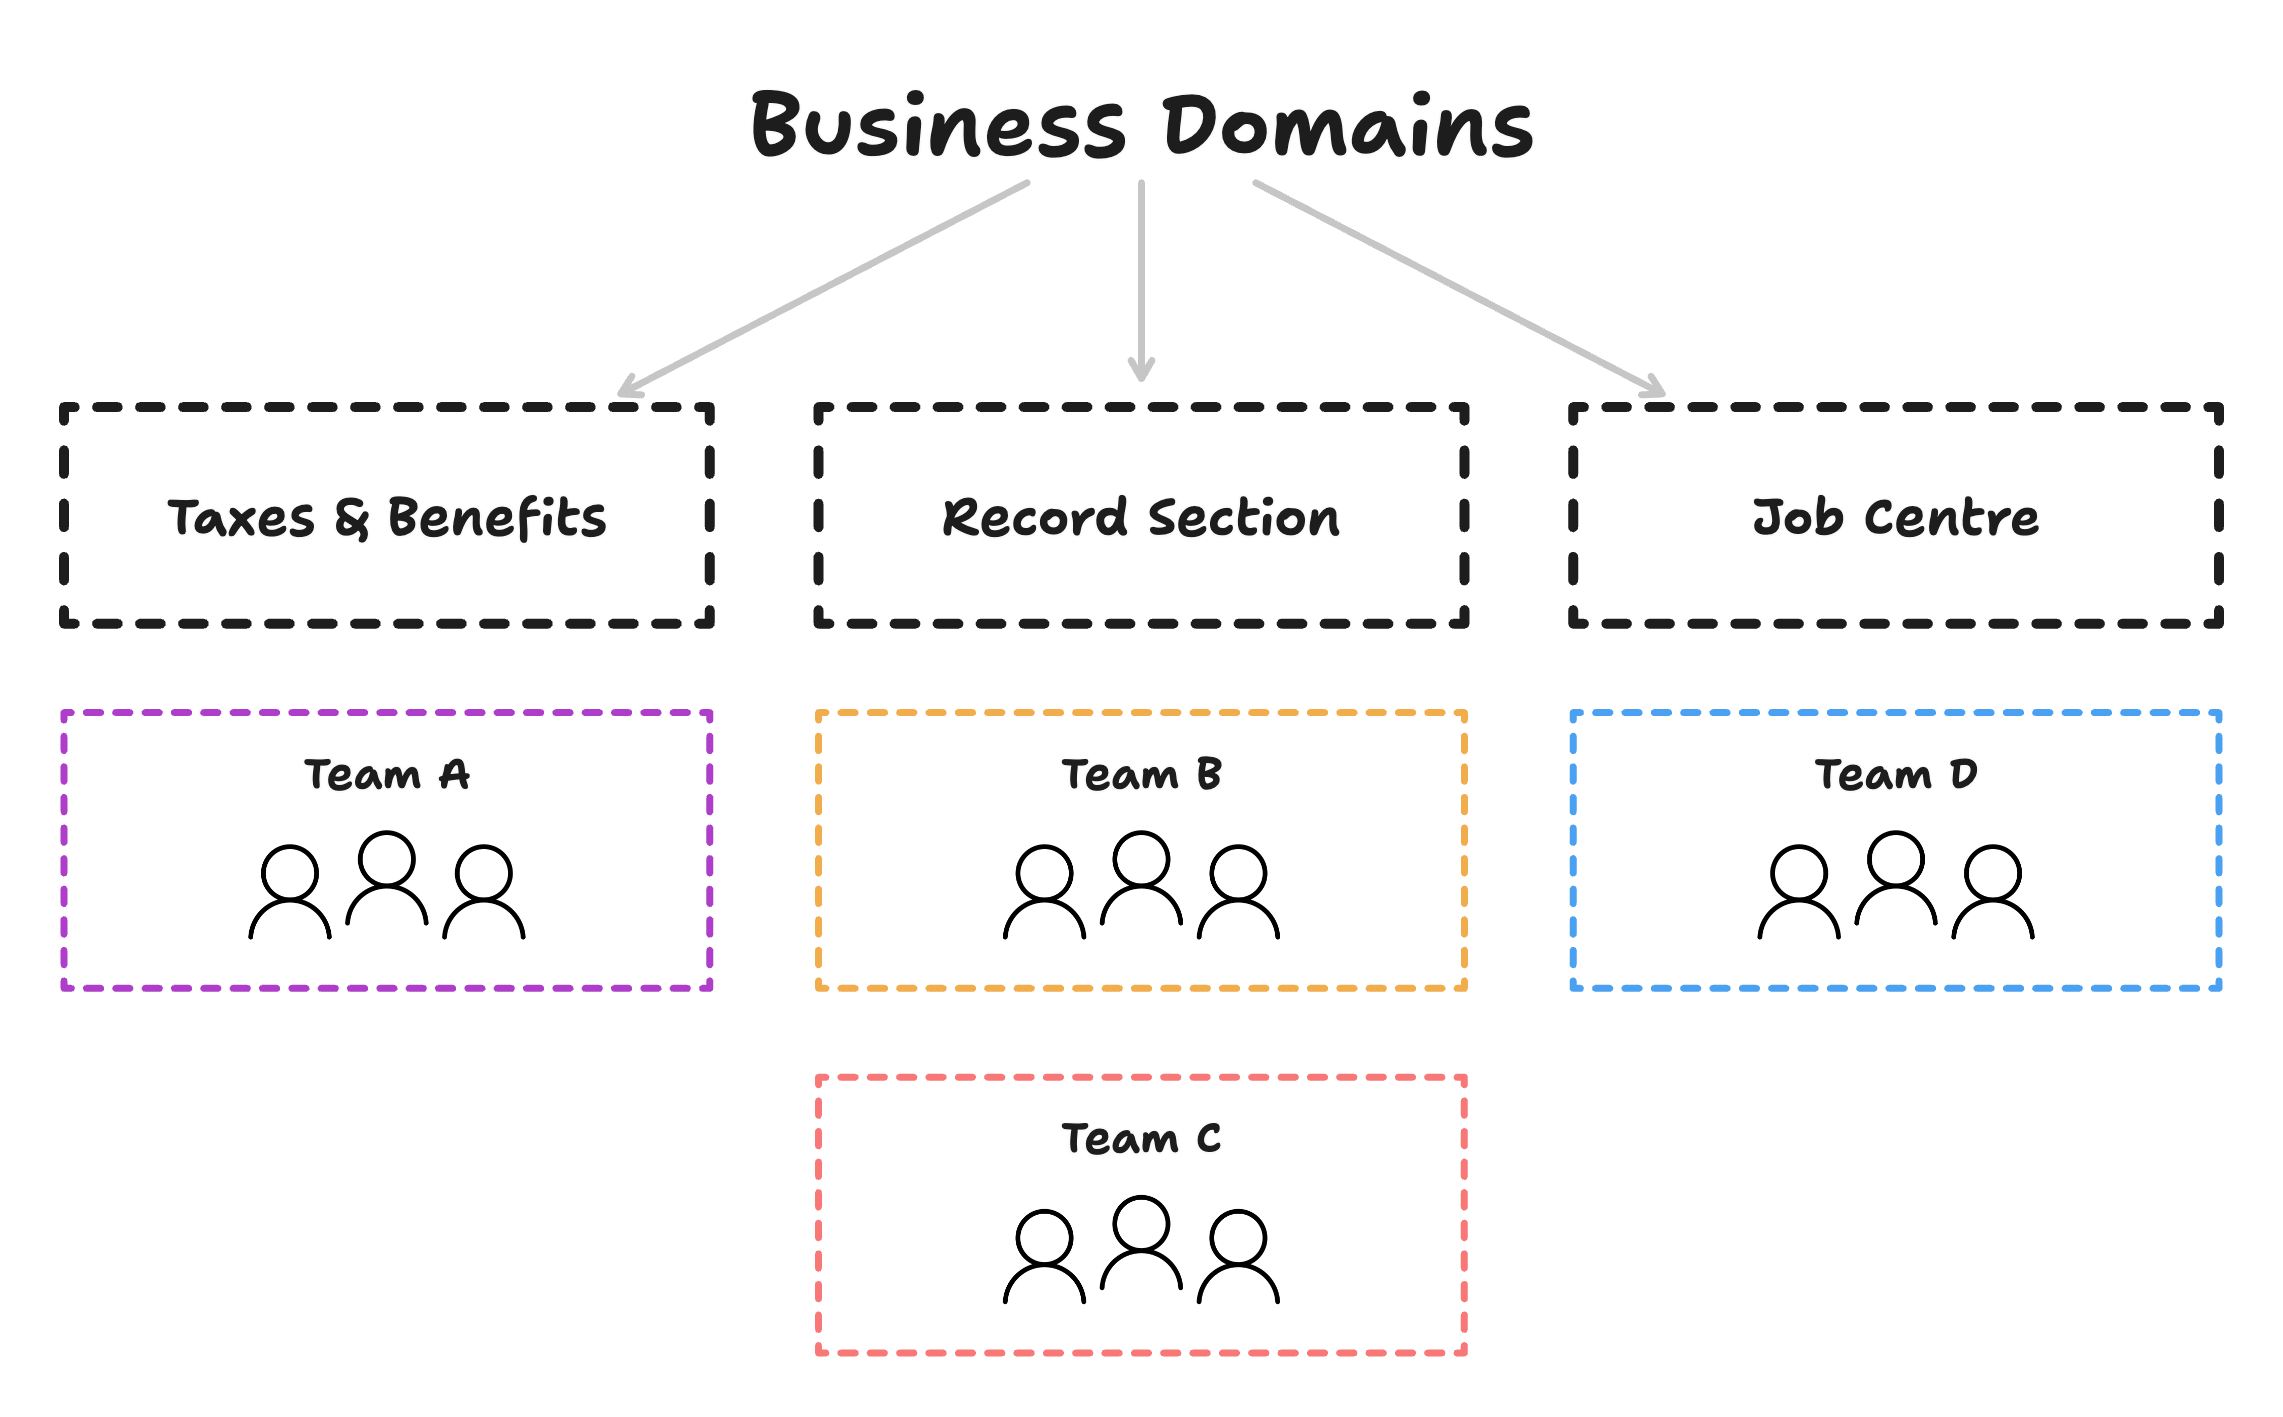 Business Domains
Taxes & Benefits
Record Section
Job Centre
Team A
Team B
Team D
Team C